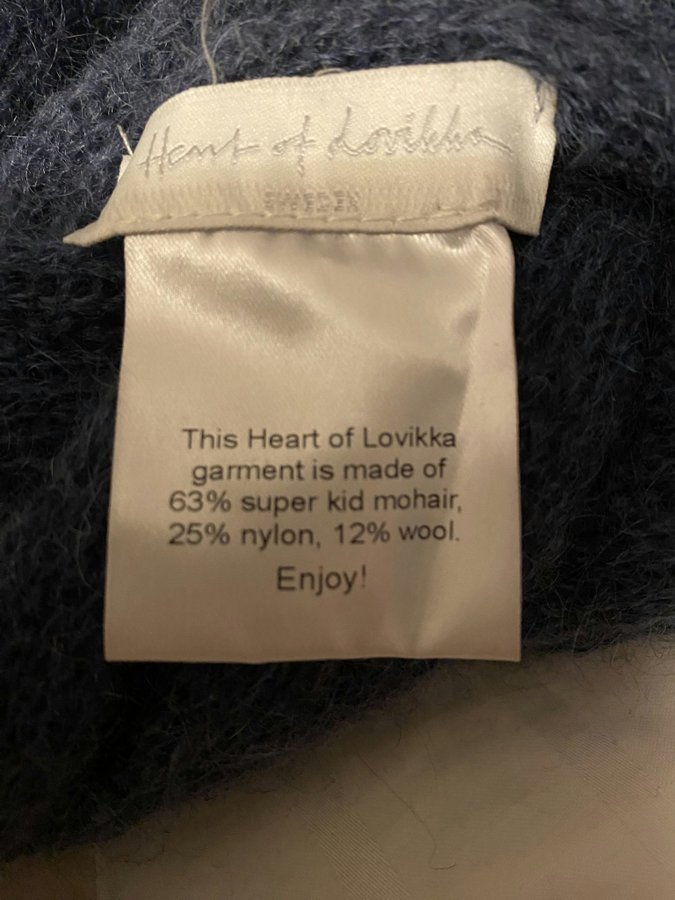 Heart of Lovikka
SWEDEN
This Heart of Lovikka
garment is made of
63% super kid mohair,
25% nylon, 12% wool.
Enjoy!